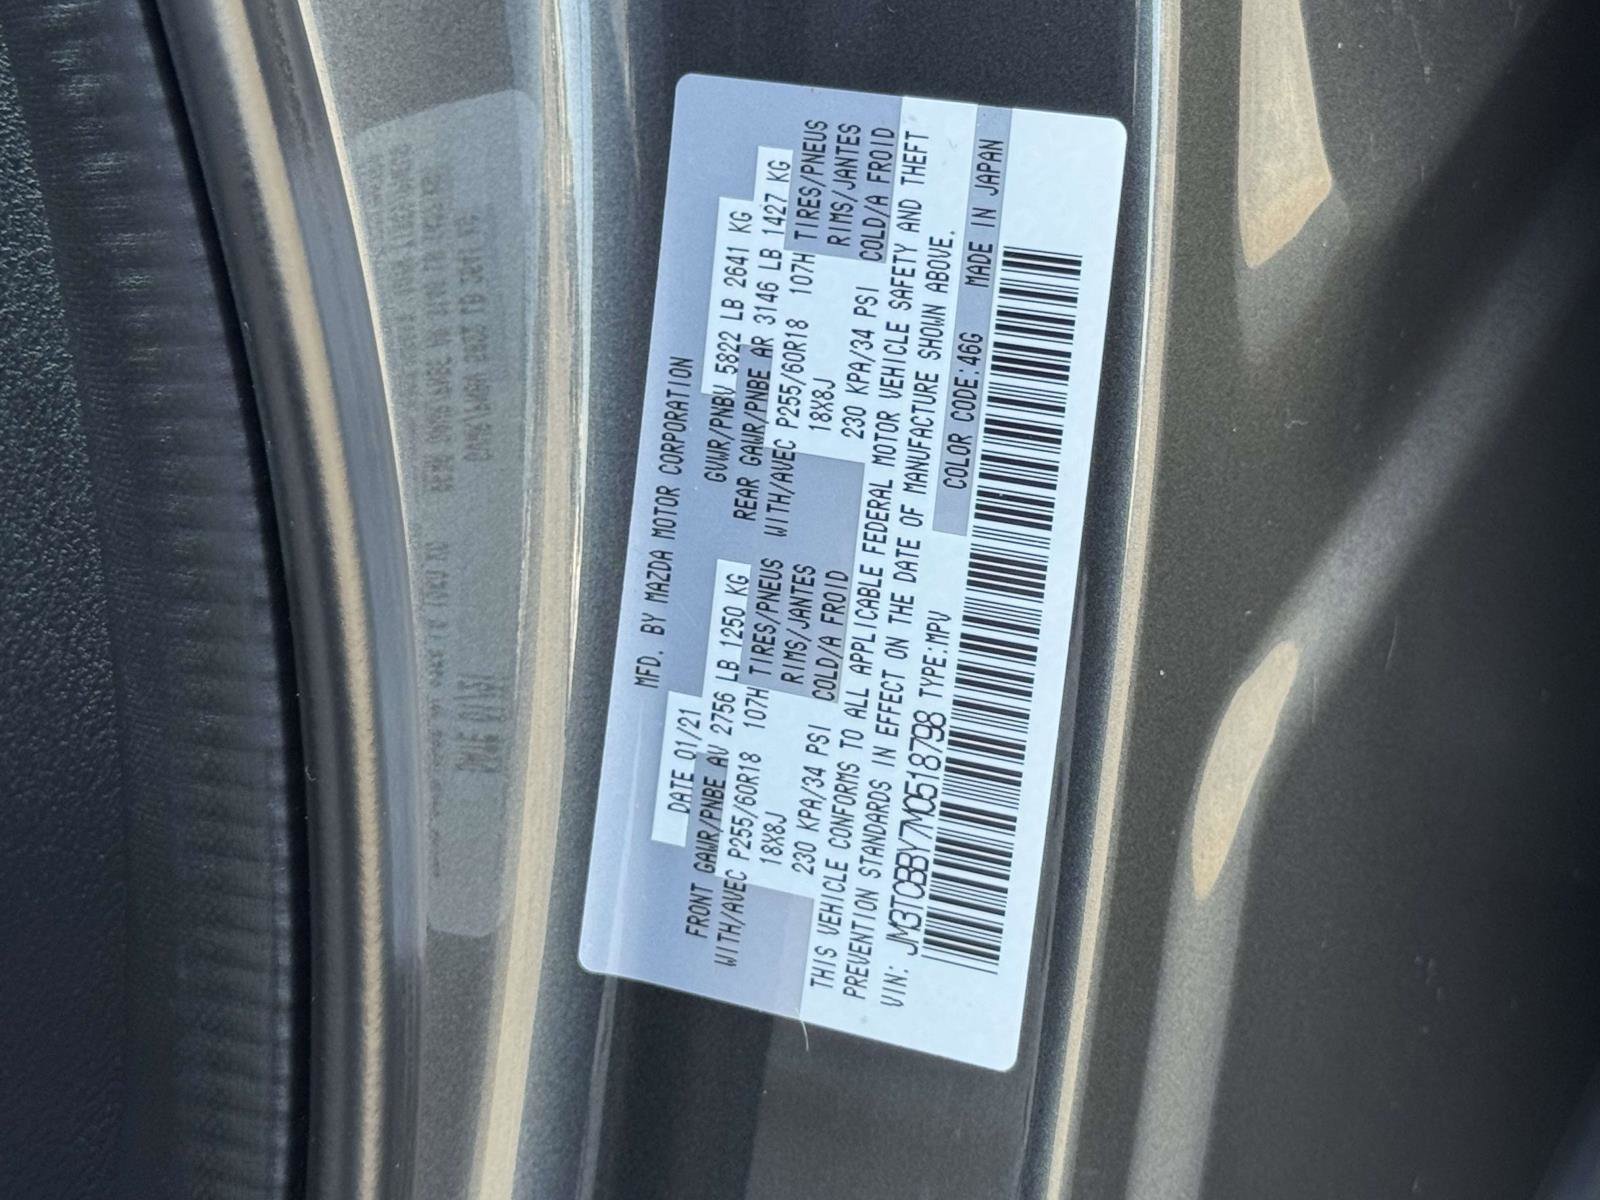 MFD. BY MAZDA MOTOR CORPORATION
DATE 01/21 GVWR/PNBV 5822 LB 2641 KG
FRONT GAWR/PNBE AV 2756 LB 1250 KG REAR GAWR/PNBE AR 3146 LB 1427 KG
WITH/AVEC P255/60R18 107H TIRES/PNEUS WITH/AVEC P255/60R18 107H TIRES/PNEUS
18X8J RIMS/JANTES 18X8J RIMS/JANTES
230 KPA/34 PSI COLD/A FROID 230 KPA/34 PSI COLD/A FROID
THIS VEHICLE CONFORMS TO ALL APPLICABLE FEDERAL MOTOR VEHICLE SAFETY AND THEFT
PREVENTION STANDARDS IN EFFECT ON THE DATE OF MANUFACTURE SHOWN ABOVE.
VIN: JM3TCBBY7M0518798 TYPE:MPV COLOR CODE:46G MADE IN JAPAN